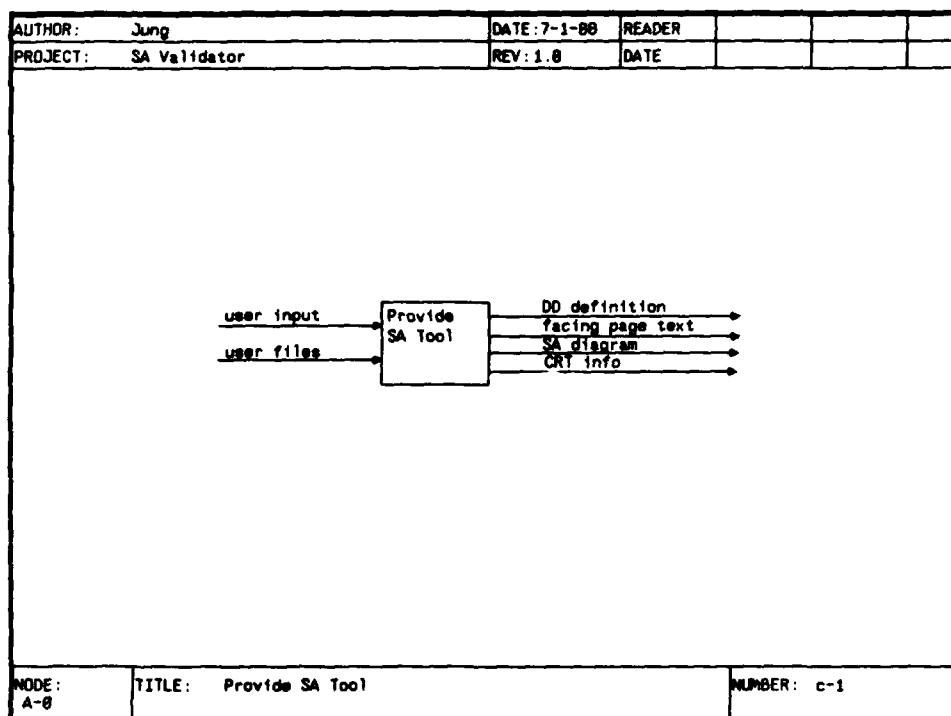 AUTHOR: Jung DATE:7-1-88 READER
PROJECT: SA Validator REV:1.0 DATE
user input
user files
Provide
SA Tool
DD definition
facing page text
SA diagram
CRT info
NODE: TITLE: Provide SA Tool NUMBER: c-1
A-0